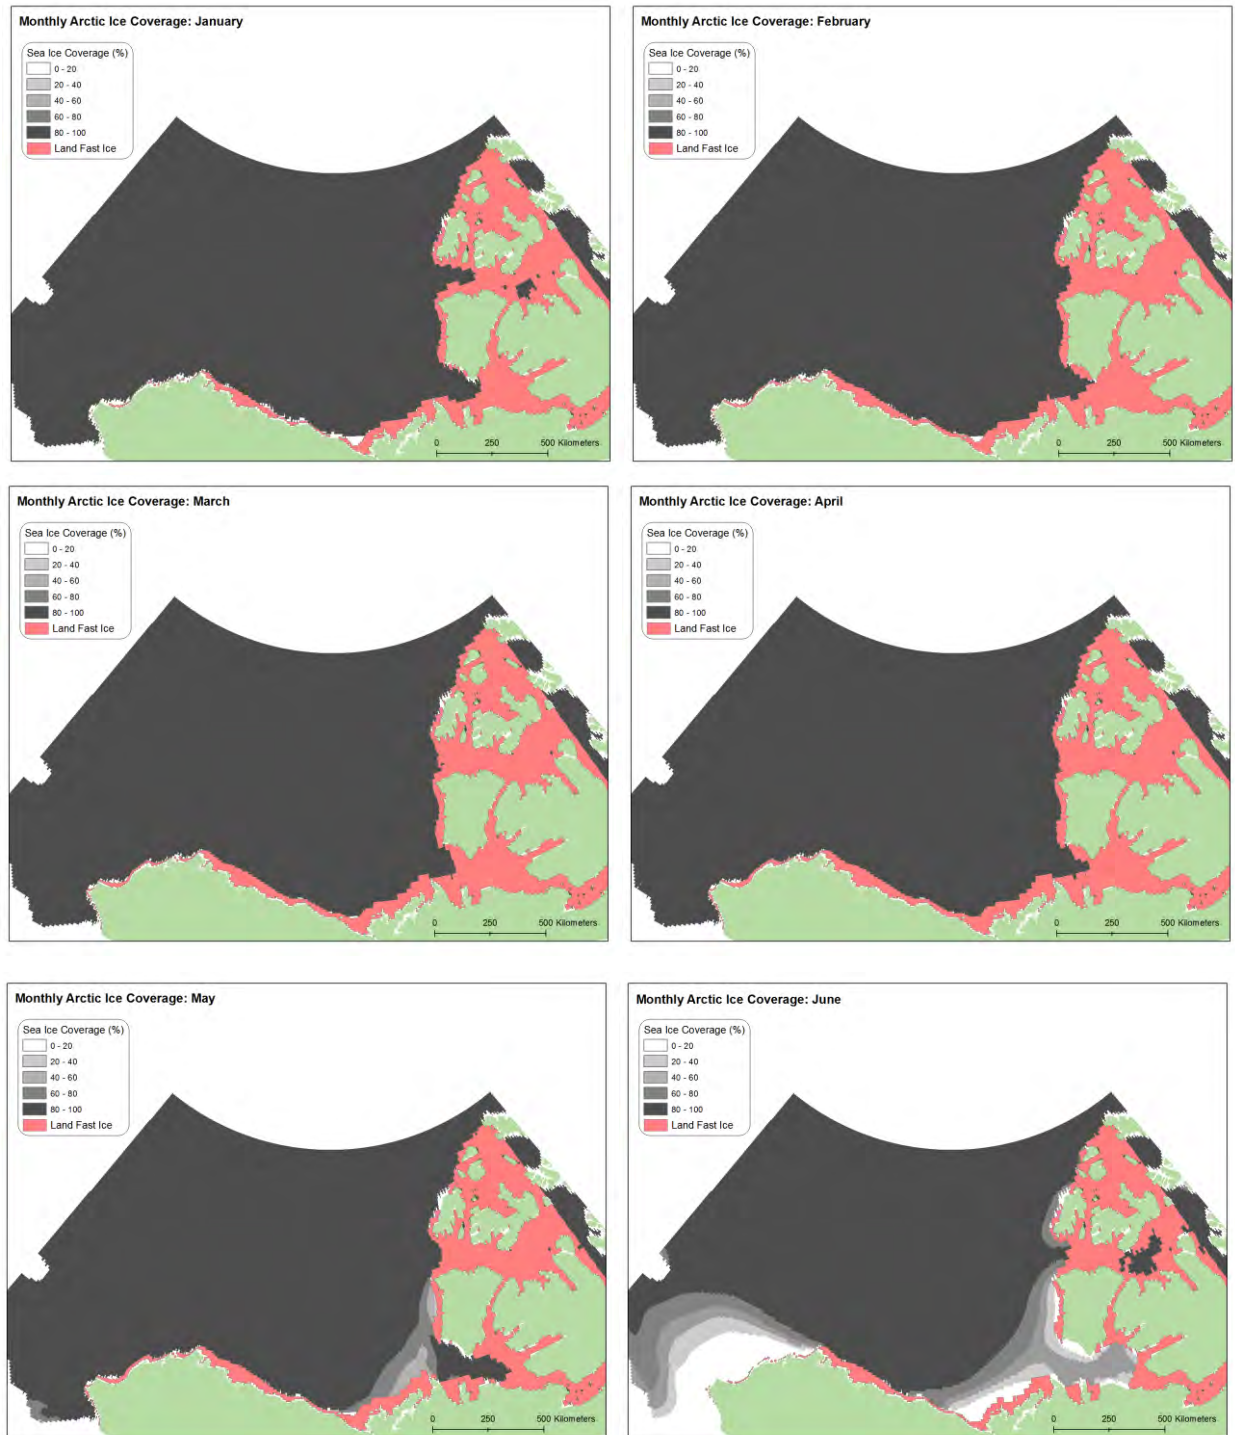 Monthly Arctic Ice Coverage: January
Sea Ice Coverage (%)
0 - 20
20 - 40
40 - 60
60 - 80
80 - 100
Land Fast Ice
0 250 500 Kilometers
Monthly Arctic Ice Coverage: February
Sea Ice Coverage (%)
0 - 20
20 - 40
40 - 60
60 - 80
80 - 100
Land Fast Ice
0 250 500 Kilometers
Monthly Arctic Ice Coverage: March
Sea Ice Coverage (%)
0 - 20
20 - 40
40 - 60
60 - 80
80 - 100
Land Fast Ice
0 250 500 Kilometers
Monthly Arctic Ice Coverage: April
Sea Ice Coverage (%)
0 - 20
20 - 40
40 - 60
60 - 80
80 - 100
Land Fast Ice
0 250 500 Kilometers
Monthly Arctic Ice Coverage: May
Sea Ice Coverage (%)
0 - 20
20 - 40
40 - 60
60 - 80
80 - 100
Land Fast Ice
0 250 500 Kilometers
Monthly Arctic Ice Coverage: June
Sea Ice Coverage (%)
0 - 20
20 - 40
40 - 60
60 - 80
80 - 100
Land Fast Ice
0 250 500 Kilometers